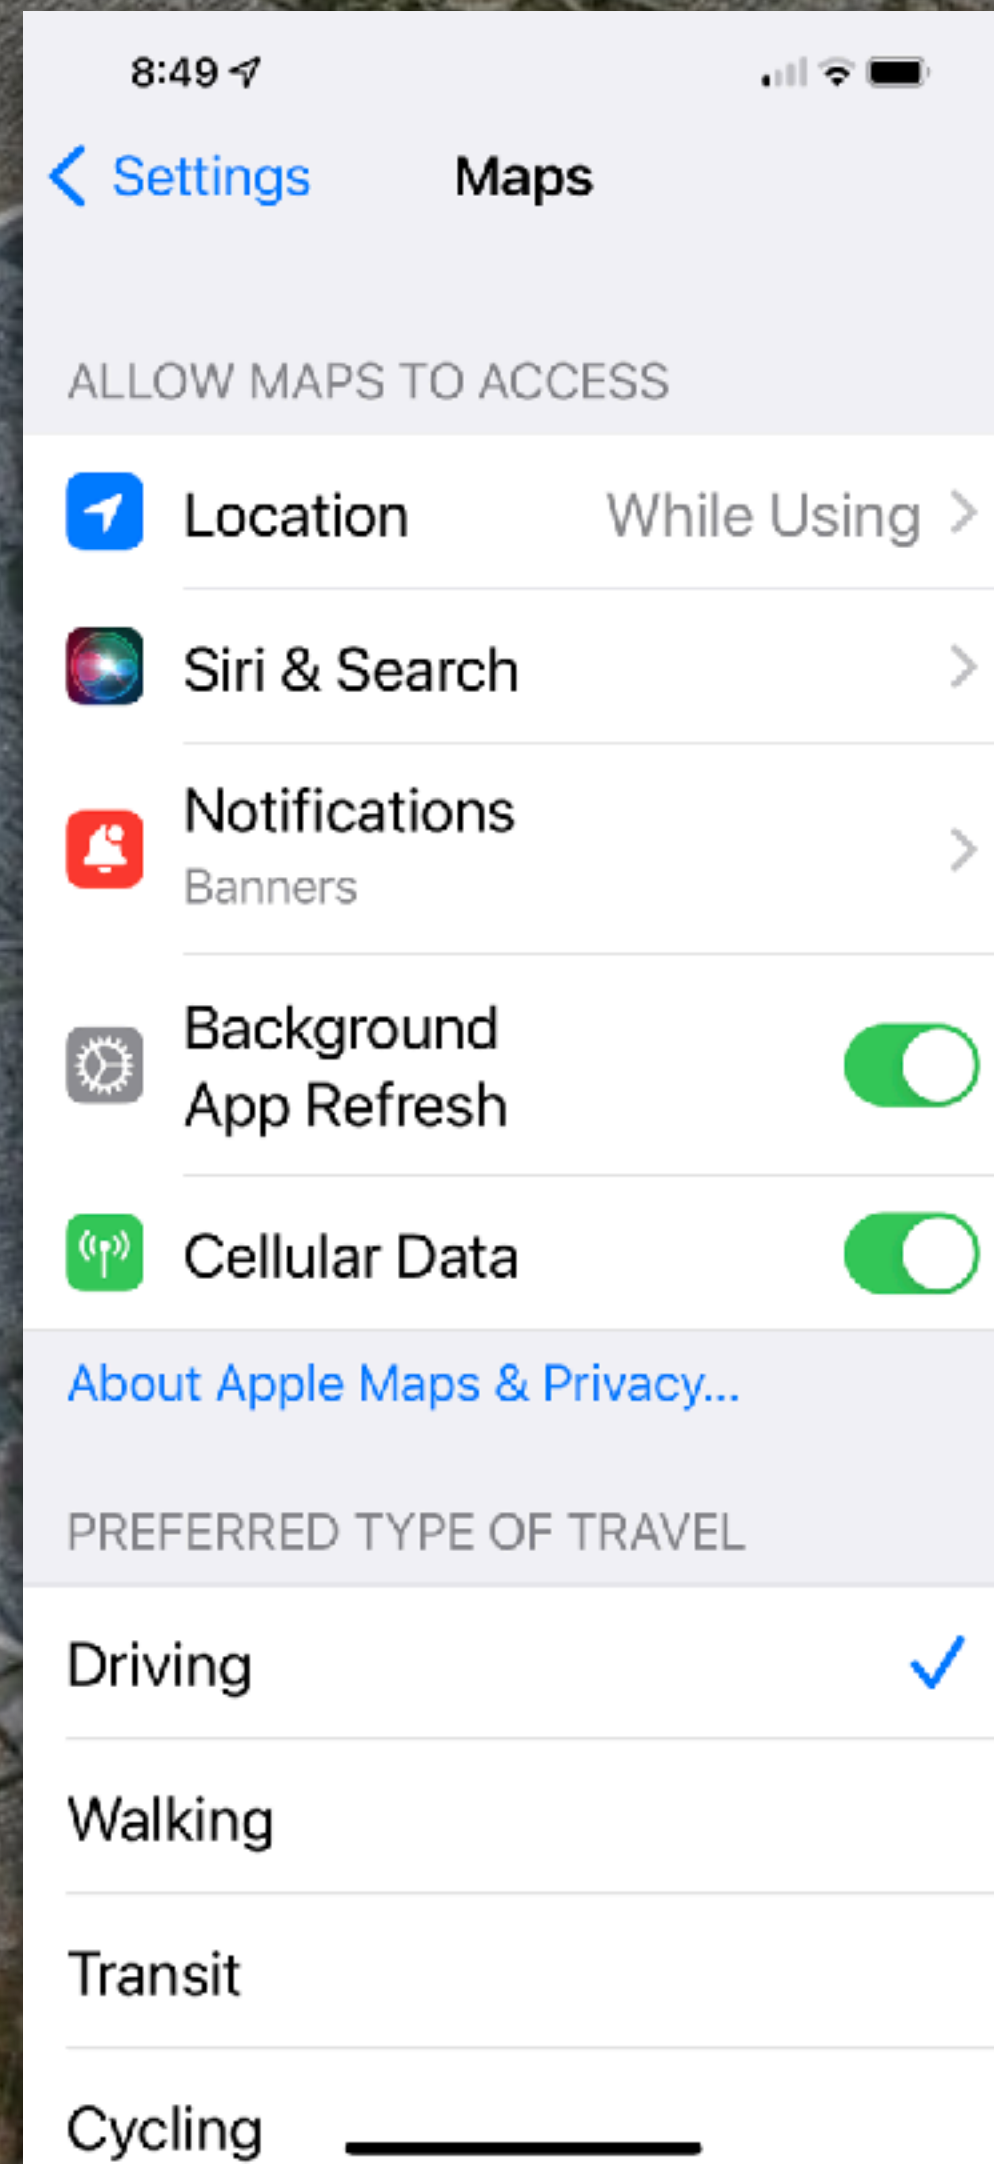 8:49
Settings
Maps
ALLOW MAPS TO ACCESS
Location
While Using
Siri & Search
Notifications
Banners
Background
App Refresh
Cellular Data
About Apple Maps & Privacy...
PREFERRED TYPE OF TRAVEL
Driving
Walking
Transit
Cycling